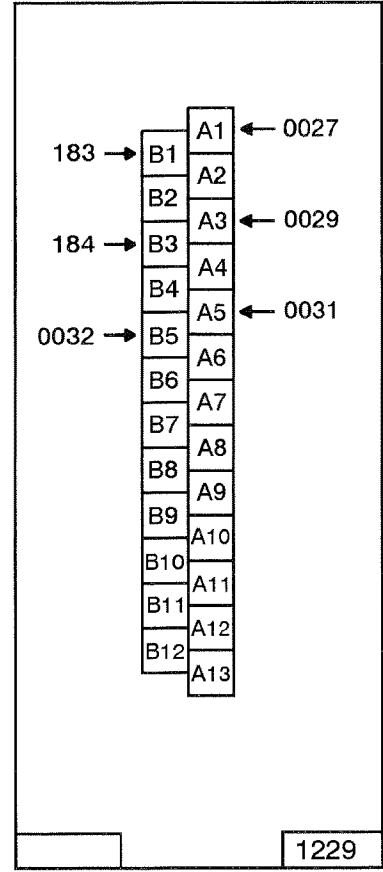 A1 ← 0027
183 → B1
A2
B2
A3 ← 0029
184 → B3
A4
B4
A5 ← 0031
0032 → B5
A6
B6
A7
B7
A8
B8
A9
B9
A10
B10
A11
B11
A12
B12
A13
1229